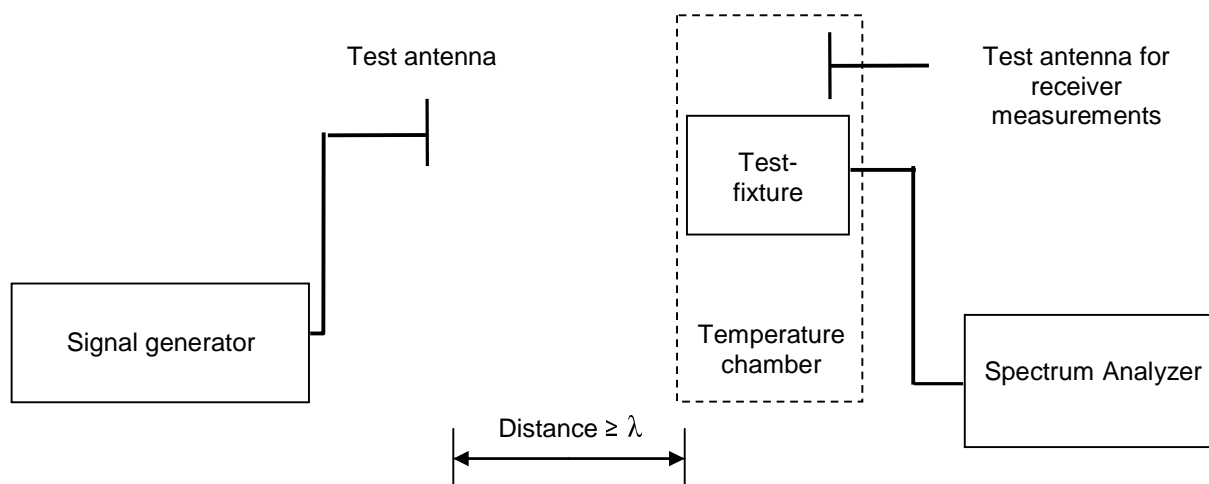 Test antenna
Test antenna for
receiver
measurements
Test-
fixture
Signal generator
Temperature
chamber
Spectrum Analyzer
Distance ≥ λ